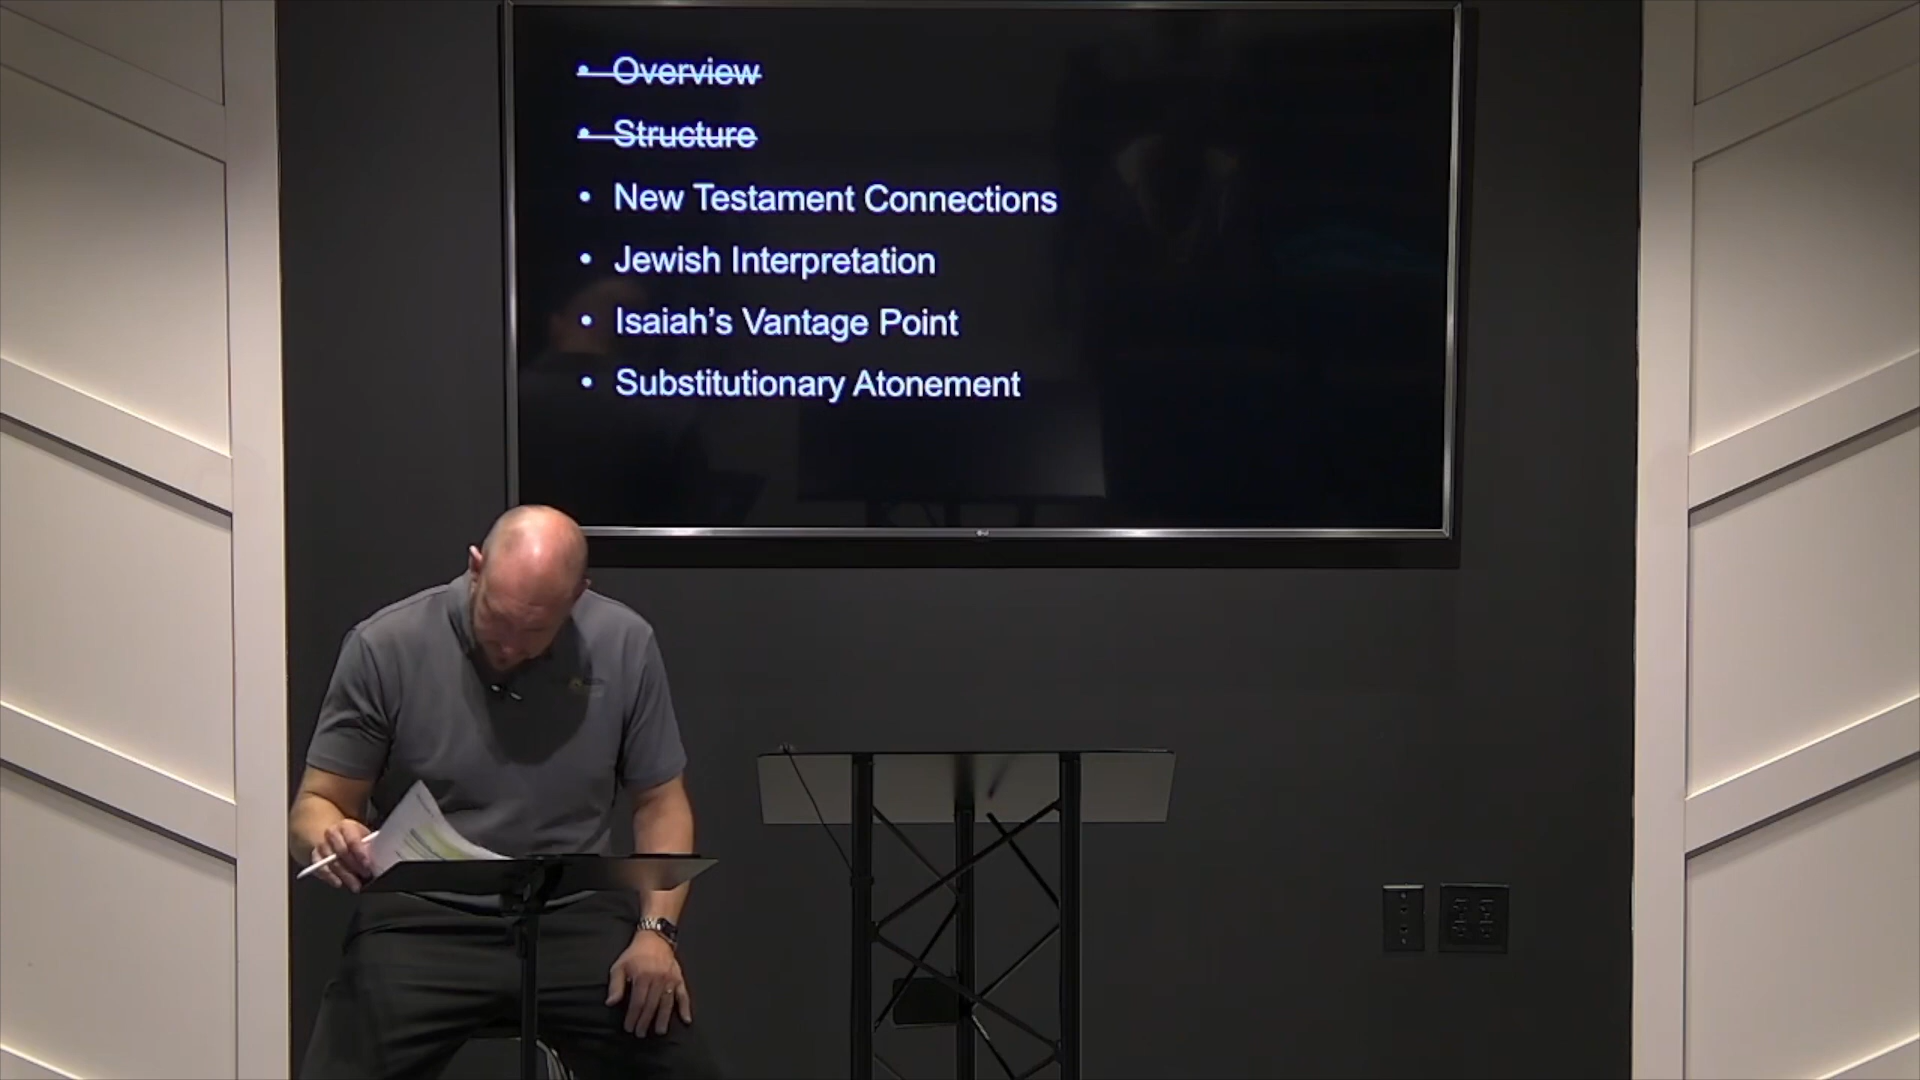 • Overview
• Structure
• New Testament Connections
• Jewish Interpretation
• Isaiah’s Vantage Point
• Substitutionary Atonement